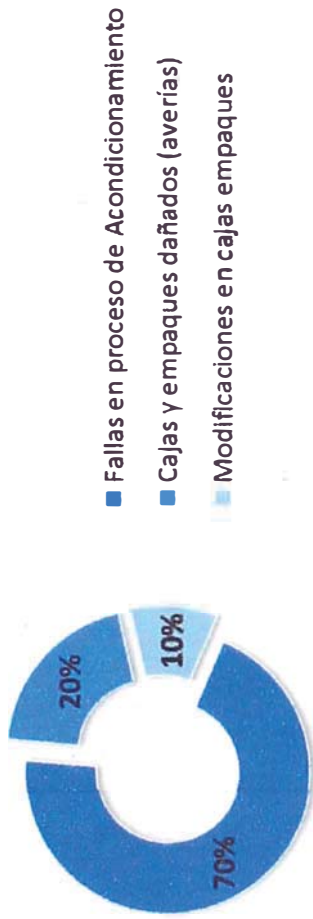 Fallas en proceso de Acondicionamiento
Cajas y empaques dañados (averías)
Modificaciones en cajas empaques
20%
10%
70%